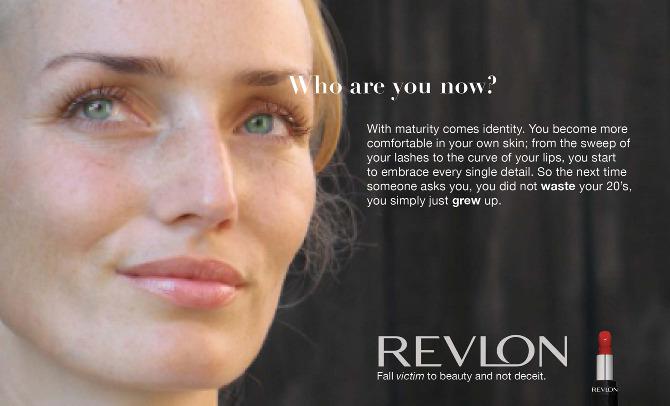 Who are you now?
With maturity comes identity. You become more
comfortable in your own skin; from the sweep of
your lashes to the curve of your lips, you start
to embrace every single detail. So the next time
someone asks you, you did not waste your 20's,
you simply just grew up.
REVLON
Fall victim to beauty and not deceit.
REVLON